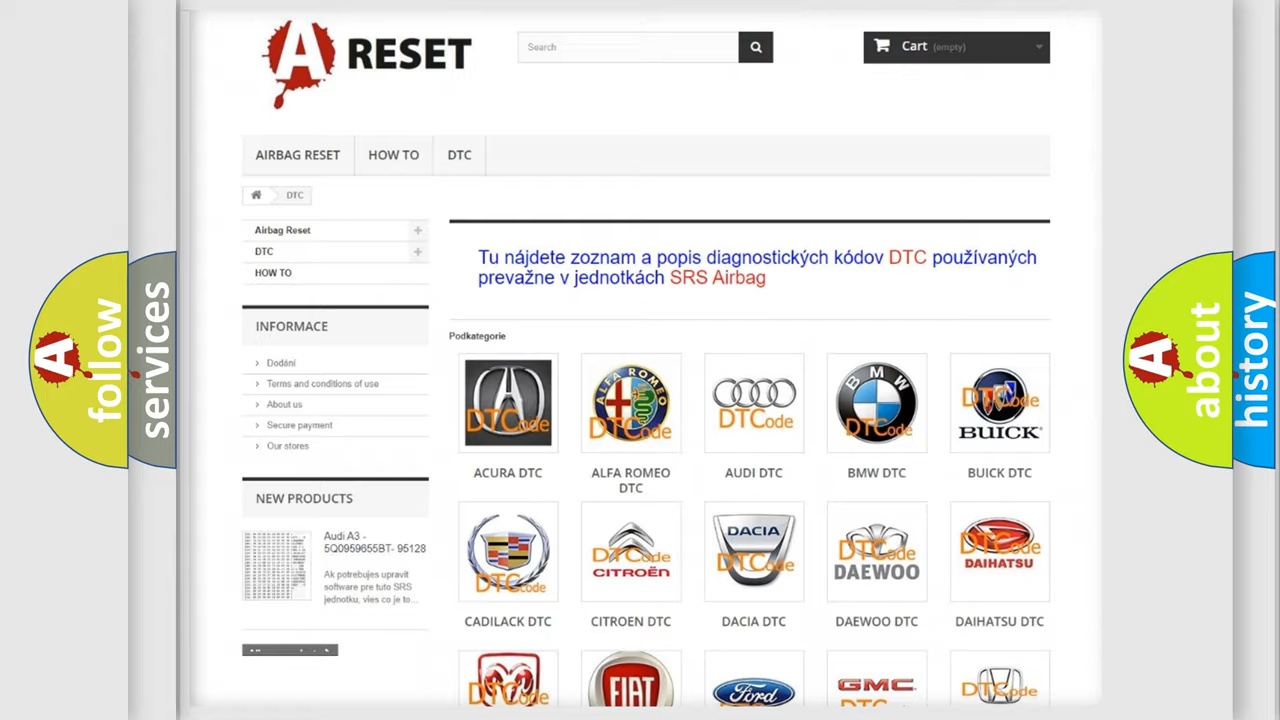 A RESET
Search
Cart (empty)
AIRBAG RESET
HOW TO
DTC
DTC
Airbag Reset
DTC
HOW TO
INFORMACE
Dodání
Terms and conditions of use
About us
Secure payment
Our stores
NEW PRODUCTS
Audi A3 -
5Q0959655BT- 95128
Ak potrebujes upravit
software pre tuto SRS
jednotku, vies co je to...
Tu nájdete zoznam a popis diagnostických kódov DTC používaných
prevažne v jednotkách SRS Airbag
Podkategorie
DTCode
ALFA ROMEO
DTCode
DTCode
BMW
DTCode
DTCode
BUICK
ACURA DTC
ALFA ROMEO
DTC
AUDI DTC
BMW DTC
BUICK DTC
DTCode
DTCode
CITROËN
DACIA
DTCode
DTCode
DAEWOO
DTCode
DAIHATSU
CADILACK DTC
CITROEN DTC
DACIA DTC
DAEWOO DTC
DAIHATSU DTC
DTCode
FIAT
Ford
GMC
DTCode
A
follow
services
A
about
history